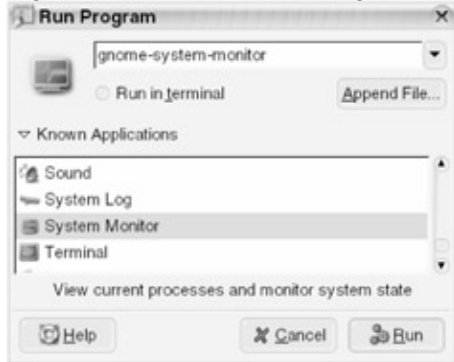 Run Program
gnome-system-monitor
Run in terminal
Append File...
Known Applications
Sound
System Log
System Monitor
Terminal
View current processes and monitor system state
Help
Cancel
Run